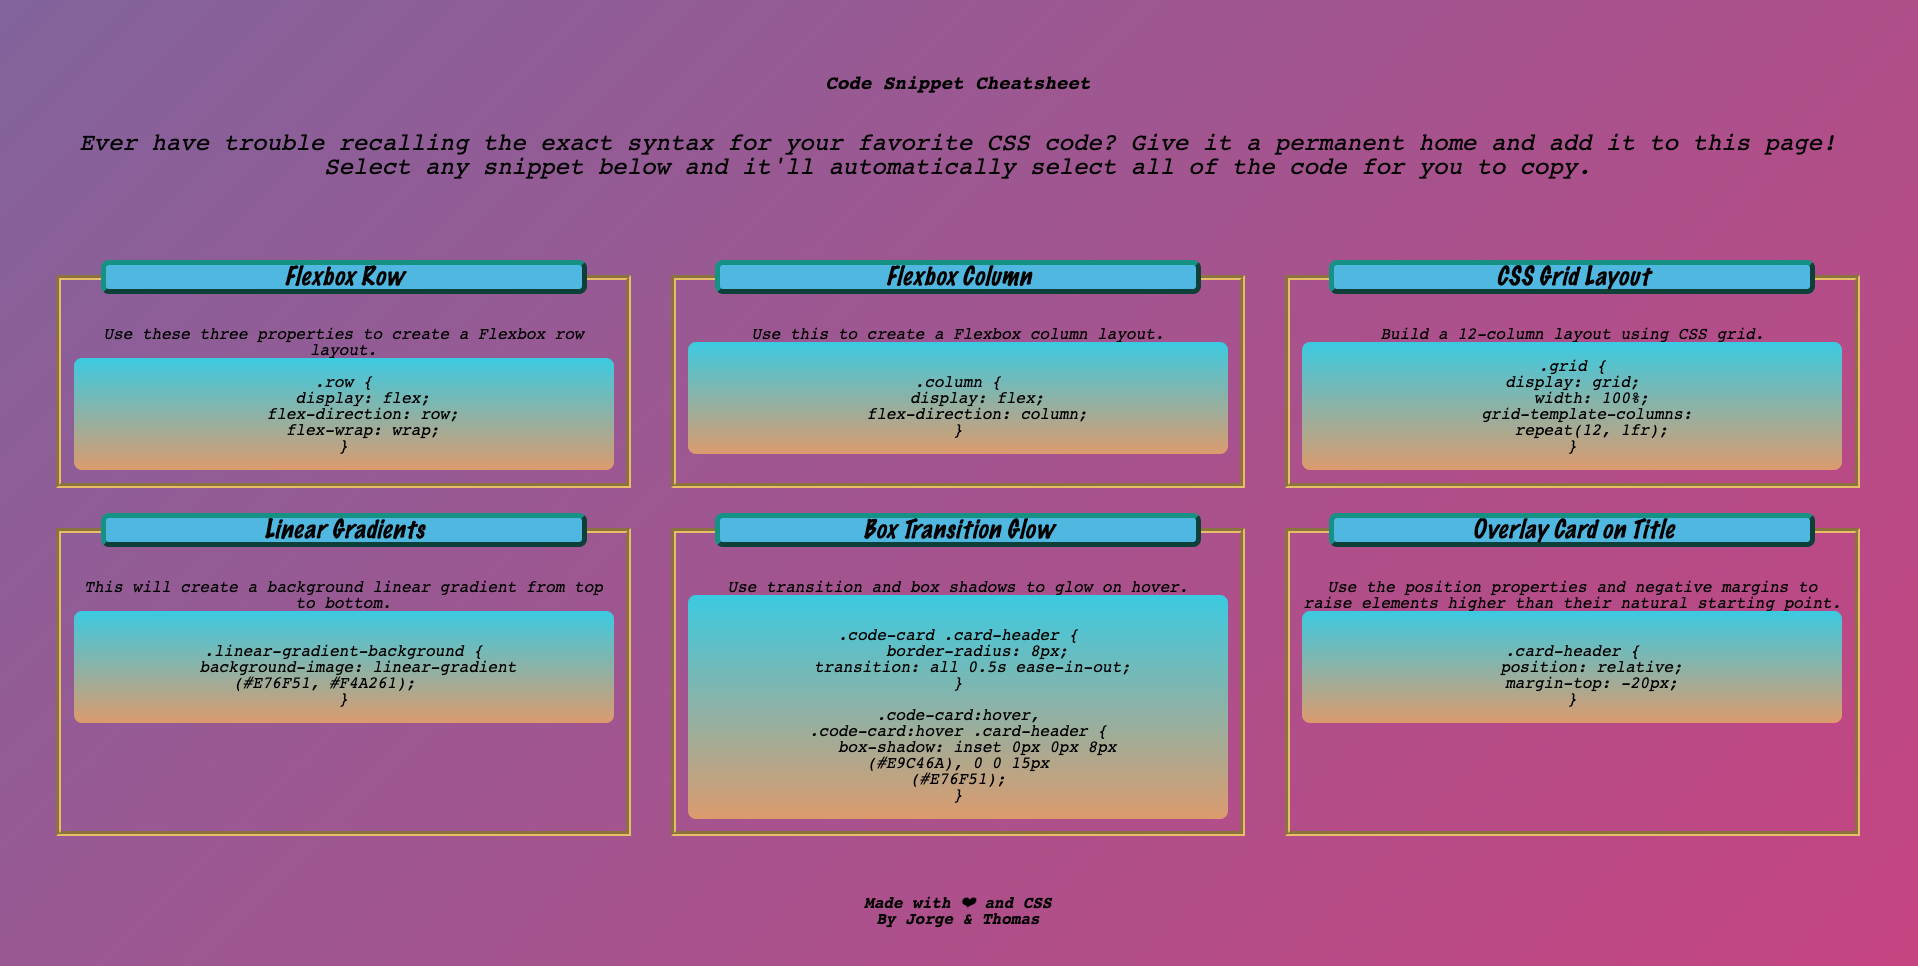 Code Snippet Cheatsheet
Ever have trouble recalling the exact syntax for your favorite CSS code? Give it a permanent home and add it to this page!
Select any snippet below and it'll automatically select all of the code for you to copy.
Flexbox Row
Use these three properties to create a Flexbox row
layout.
.row {
display: flex;
flex-direction: row;
flex-wrap: wrap;
}
Flexbox Column
Use this to create a Flexbox column layout.
.column {
display: flex;
flex-direction: column;
}
CSS Grid Layout
Build a 12-column layout using CSS grid.
.grid {
display: grid;
width: 100%;
grid-template-columns:
repeat(12, 1fr);
}
Linear Gradients
This will create a background linear gradient from top
to bottom.
.linear-gradient-background {
background-image: linear-gradient
(#E76F51, #F4A261);
}
Box Transition Glow
Use transition and box shadows to glow on hover.
.code-card .card-header {
border-radius: 8px;
transition: all 0.5s ease-in-out;
}
.code-card:hover,
.code-card:hover .card-header {
box-shadow: inset 0px 0px 8px
(#E9C46A), 0 0 15px
(#E76F51);
}
Overlay Card on Title
Use the position properties and negative margins to
raise elements higher than their natural starting point.
.card-header {
position: relative;
margin-top: -20px;
}
Made with ❤ and CSS
By Jorge & Thomas